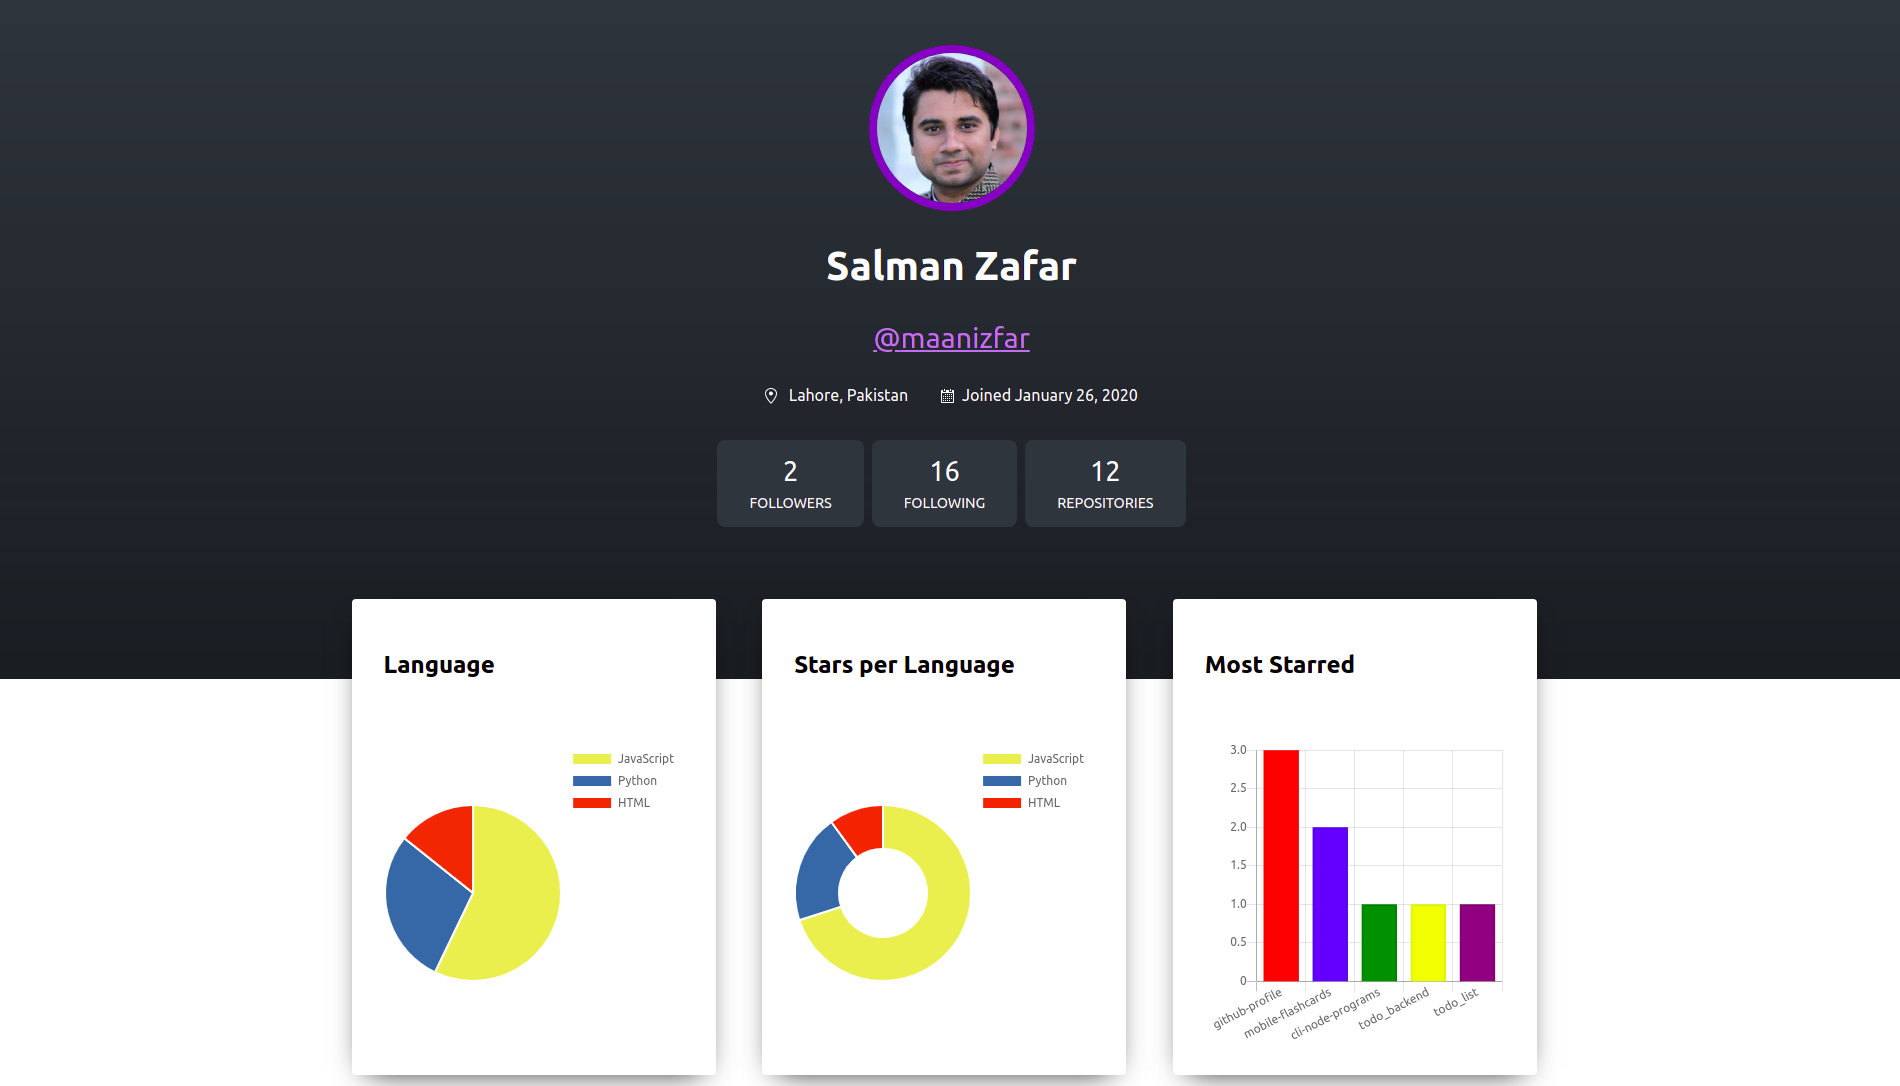 Salman Zafar
@maanizfar
Lahore, Pakistan Joined January 26, 2020
2 16 12
FOLLOWERS FOLLOWING REPOSITORIES
Language
JavaScript
Python
HTML
Stars per Language
JavaScript
Python
HTML
Most Starred
3.0
2.5
2.0
1.5
1.0
0.5
0
github-profile
mobile-flashcards
cli-node-programs
todo_backend
todo_list